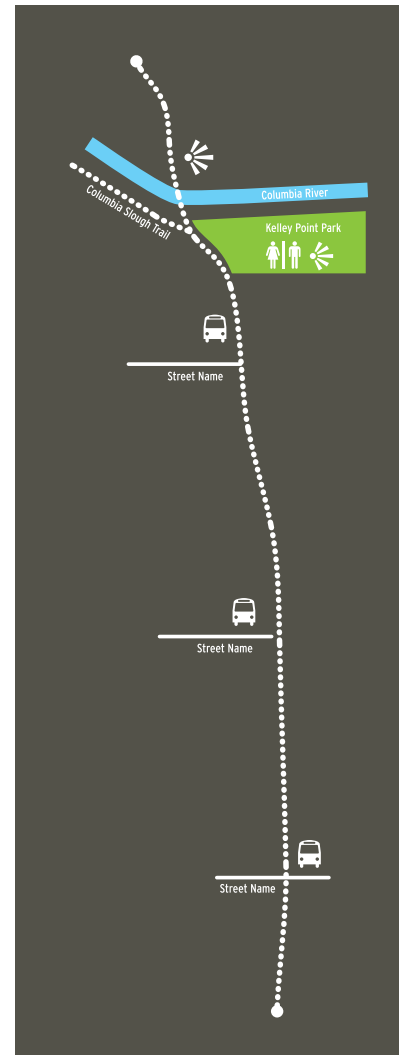 Columbia River
Columbia Slough Trail
Kelley Point Park
Street Name
Street Name
Street Name